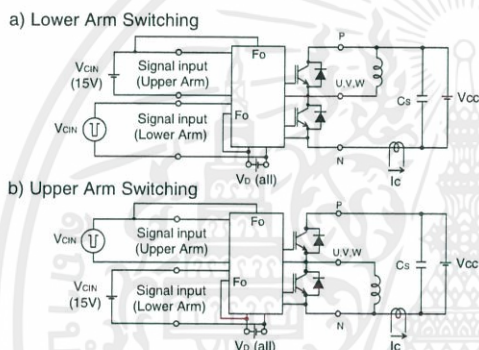 a) Lower Arm Switching
Fo
P
VCIN
(15V)
Signal input
(Upper Arm)
U,V,W
Cs
Vcc
VCIN
Signal input
(Lower Arm)
Fo
N
Ic
VD (all)
b) Upper Arm Switching
Fo
P
VCIN
Signal input
(Upper Arm)
U,V,W
Cs
Vcc
VCIN
(15V)
Signal input
(Lower Arm)
Fo
N
Ic
VD (all)